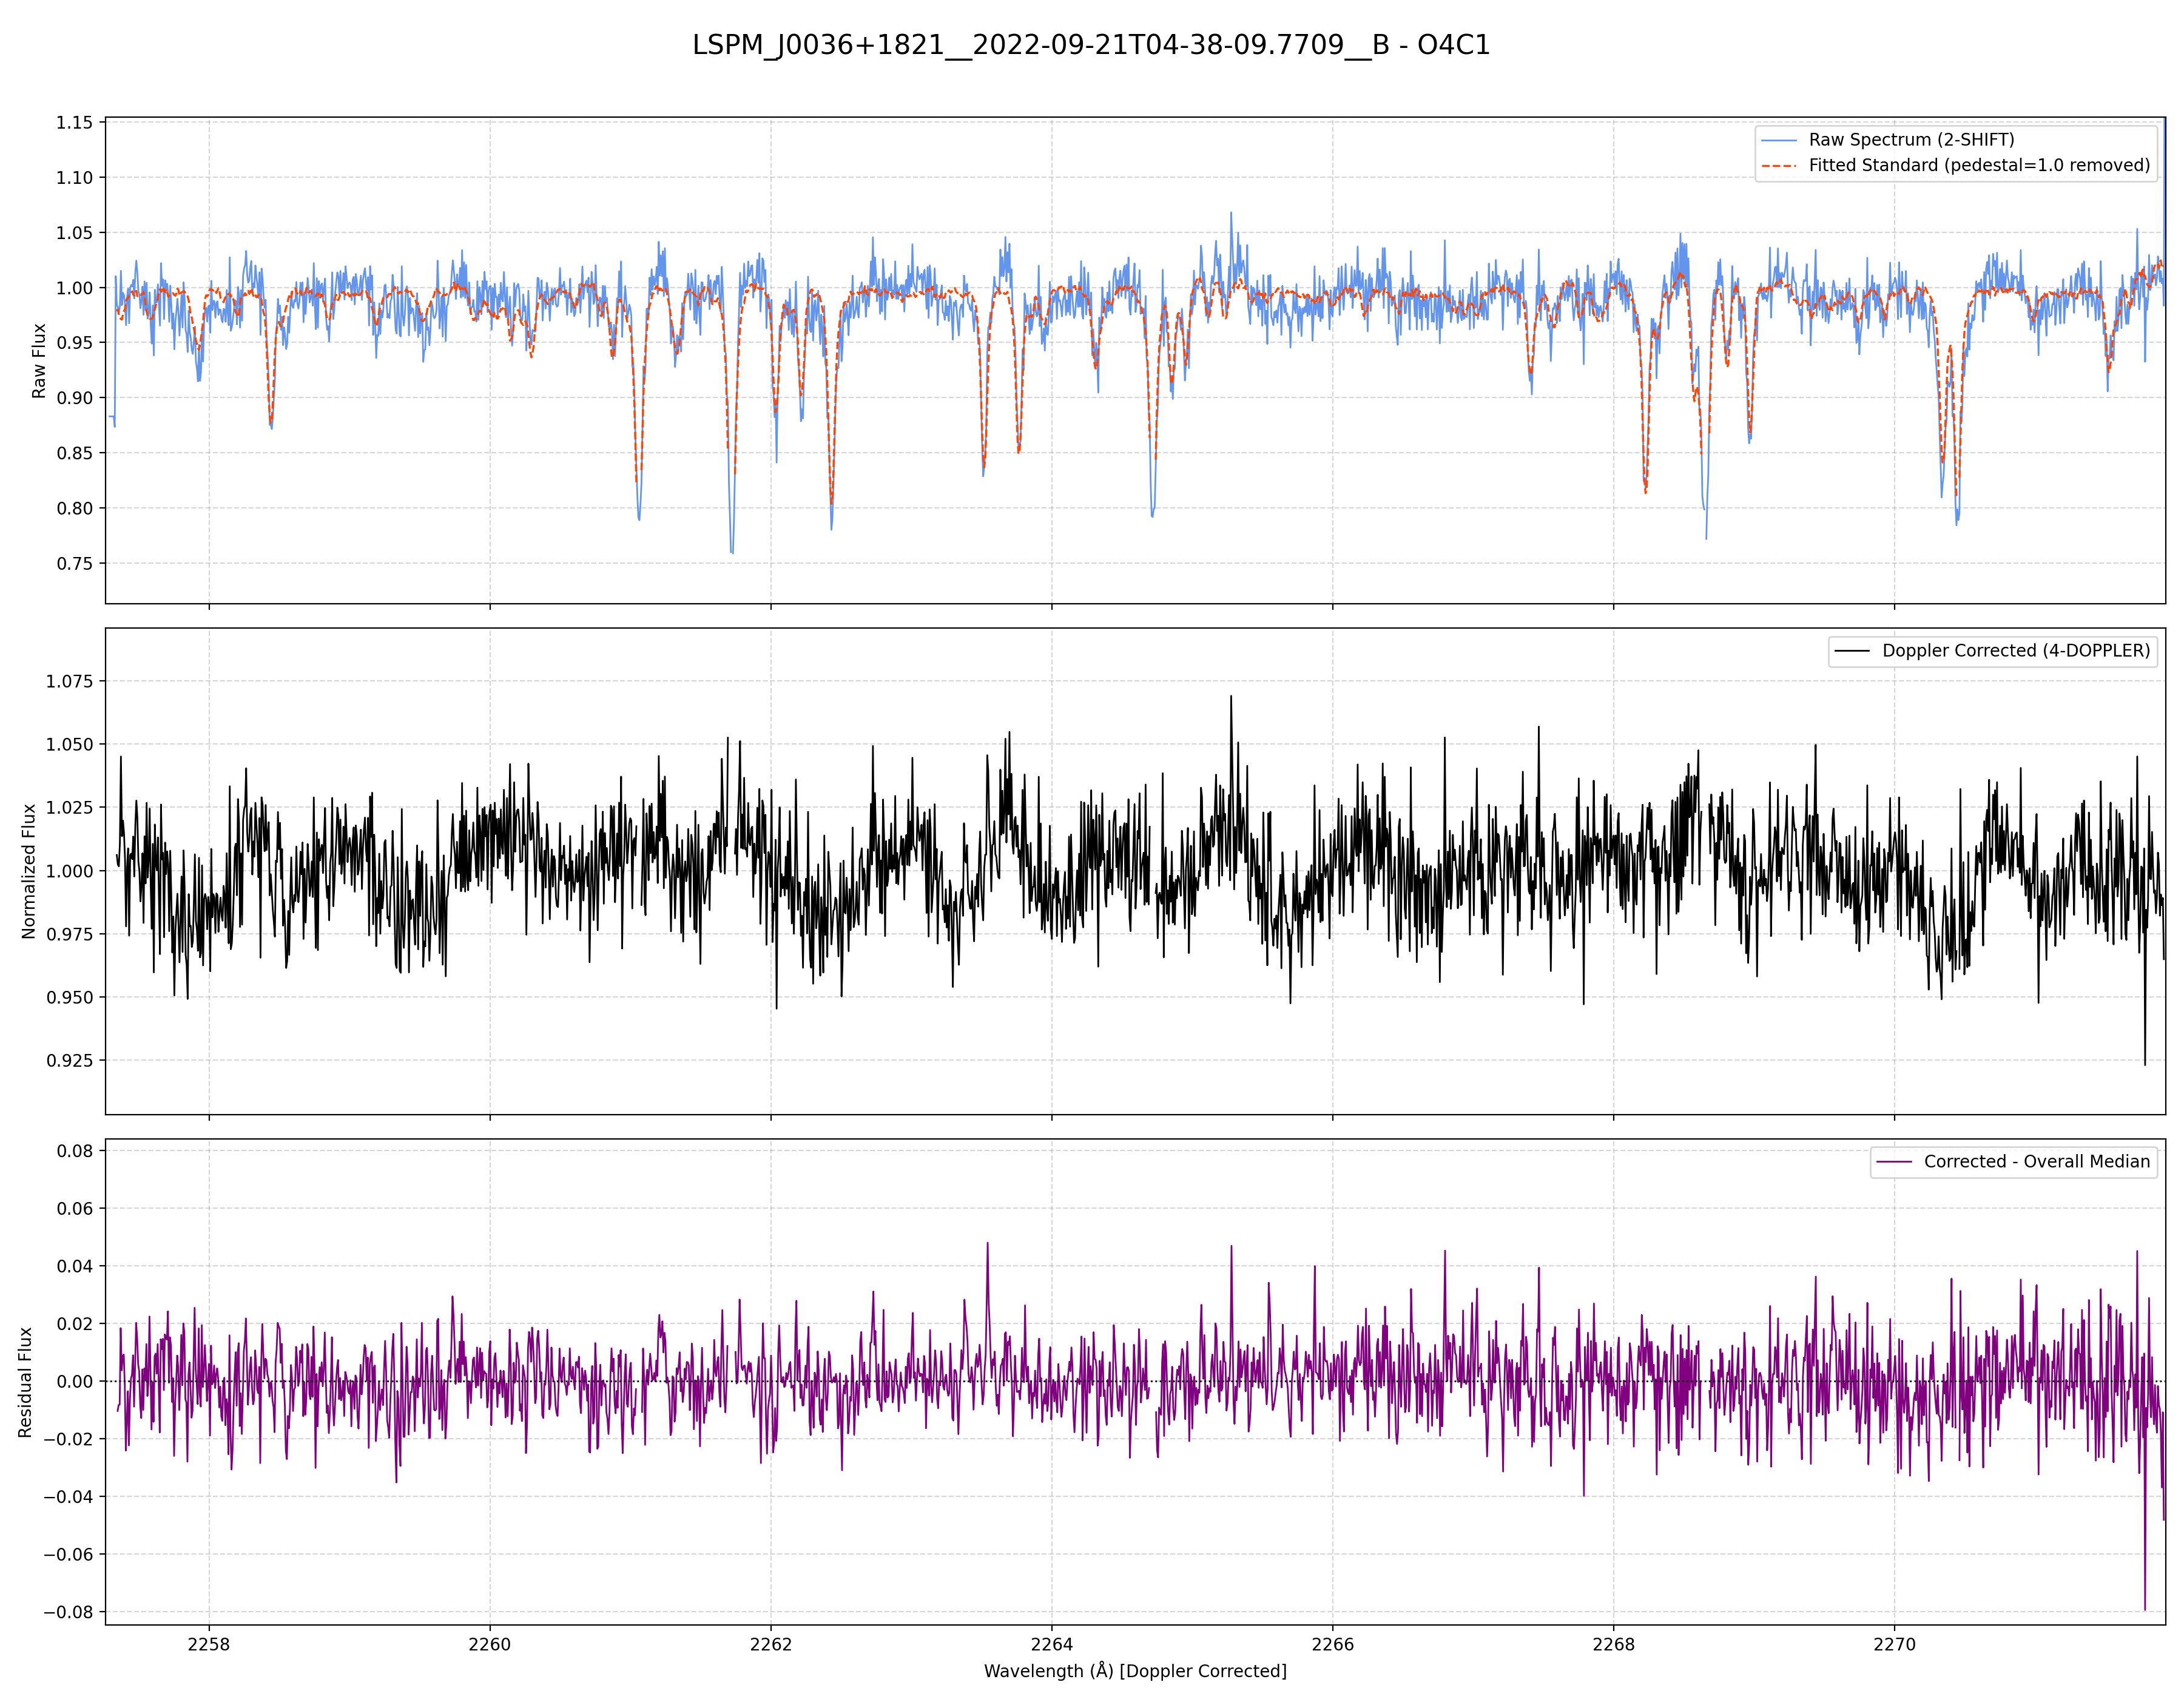 LSPM_J0036+1821__2022-09-21T04-38-09.7709__B - O4C1
Raw Flux
1.15
1.10
1.05
1.00
0.95
0.90
0.85
0.80
0.75
Raw Spectrum (2-SHIFT)
Fitted Standard (pedestal=1.0 removed)
Normalized Flux
1.075
1.050
1.025
1.000
0.975
0.950
0.925
Doppler Corrected (4-DOPPLER)
Residual Flux
0.08
0.06
0.04
0.02
0.00
−0.02
−0.04
−0.06
−0.08
Corrected - Overall Median
2258 2260 2262 2264 2266 2268 2270
Wavelength (Å) [Doppler Corrected]